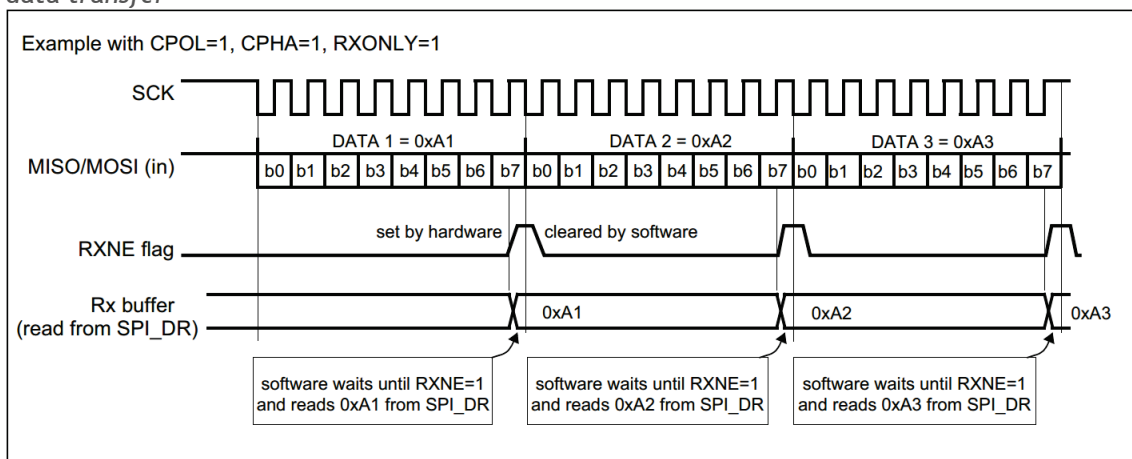 data transfer
Example with CPOL=1, CPHA=1, RXONLY=1
SCK
DATA 1 = 0xA1 DATA 2 = 0xA2 DATA 3 = 0xA3
MISO/MOSI (in) b0 b1 b2 b3 b4 b5 b6 b7 b0 b1 b2 b3 b4 b5 b6 b7 b0 b1 b2 b3 b4 b5 b6 b7
set by hardware cleared by software
RXNE flag
Rx buffer 0xA1 0xA2 0xA3
(read from SPI_DR)
software waits until RXNE=1 software waits until RXNE=1 software waits until RXNE=1
and reads 0xA1 from SPI_DR and reads 0xA2 from SPI_DR and reads 0xA3 from SPI_DR